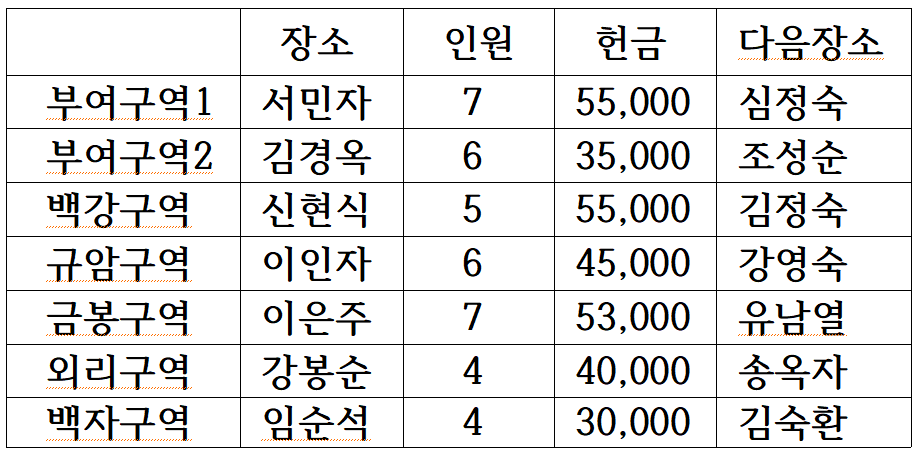 장소 인원 헌금 다음장소
부여구역1 서민자 7 55,000 심정숙
부여구역2 김경옥 6 35,000 조성순
백강구역 신현식 5 55,000 김정숙
규암구역 이인자 6 45,000 강영숙
금봉구역 이은주 7 53,000 유남열
외리구역 강봉순 4 40,000 송옥자
백자구역 임순석 4 30,000 김숙환